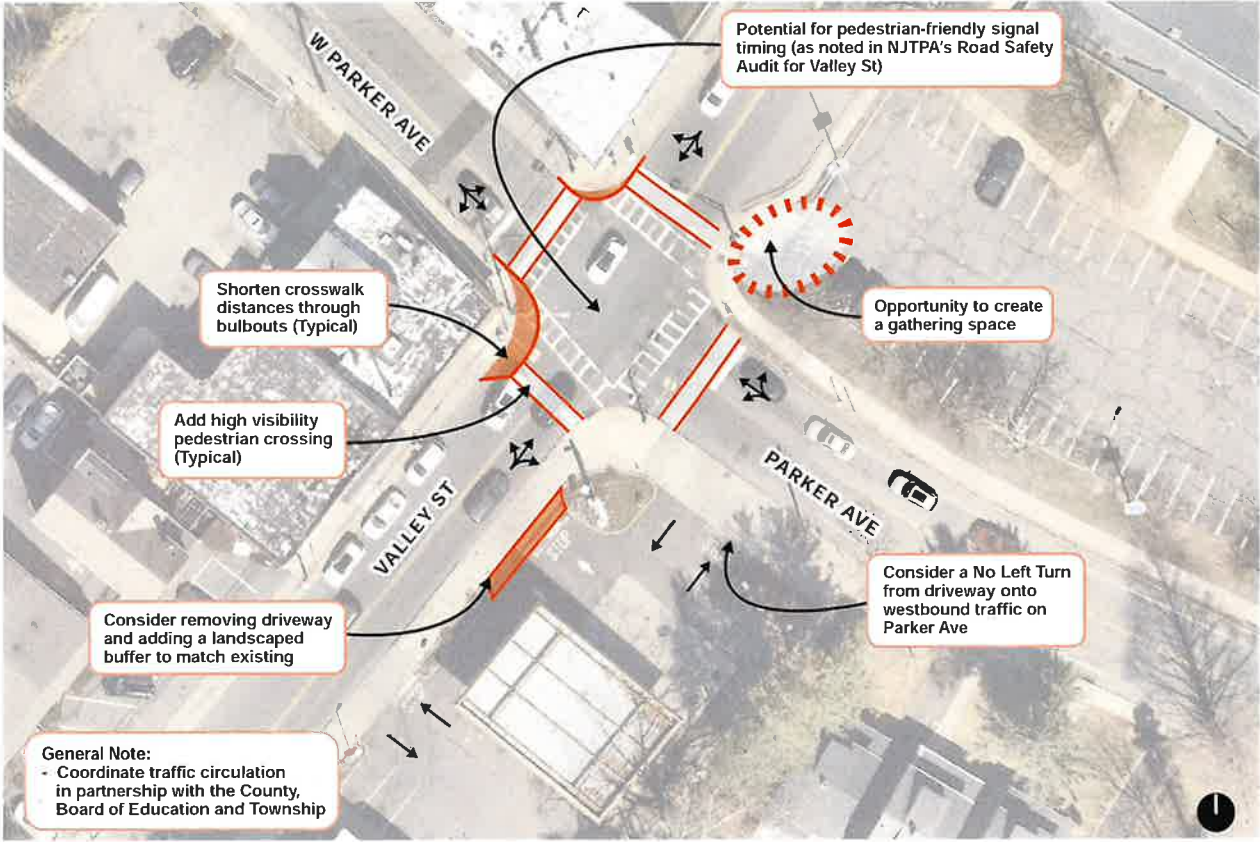 Potential for pedestrian-friendly signal
timing (as noted in NJTPA's Road Safety
Audit for Valley St)
W PARKER AVE
Shorten crosswalk
distances through
bulbouts (Typical)
Opportunity to create
a gathering space
Add high visibility
pedestrian crossing
(Typical)
VALLEY ST
PARKER AVE
STOP
Consider a No Left Turn
from driveway onto
westbound traffic on
Parker Ave
Consider removing driveway
and adding a landscaped
buffer to match existing
General Note:
- Coordinate traffic circulation
in partnership with the County,
Board of Education and Township